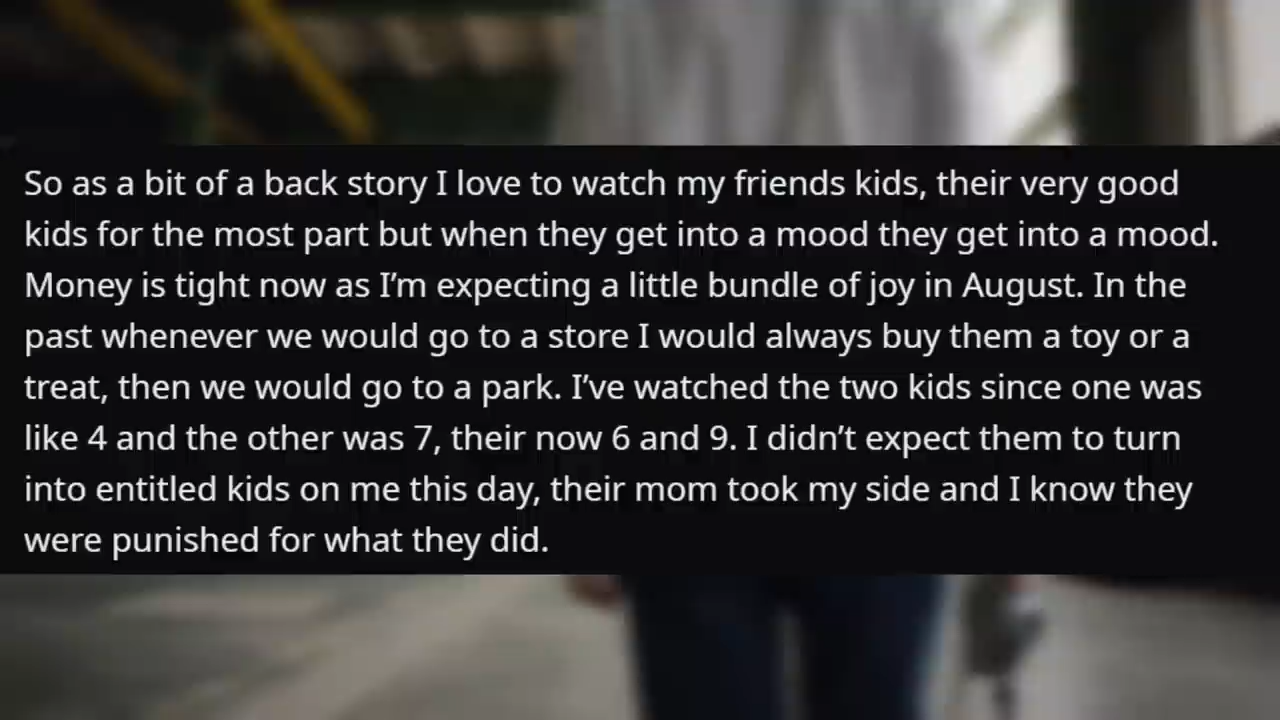 So as a bit of a back story I love to watch my friends kids, their very good
kids for the most part but when they get into a mood they get into a mood.
Money is tight now as I’m expecting a little bundle of joy in August. In the
past whenever we would go to a store I would always buy them a toy or a
treat, then we would go to a park. I’ve watched the two kids since one was
like 4 and the other was 7, their now 6 and 9. I didn’t expect them to turn
into entitled kids on me this day, their mom took my side and I know they
were punished for what they did.